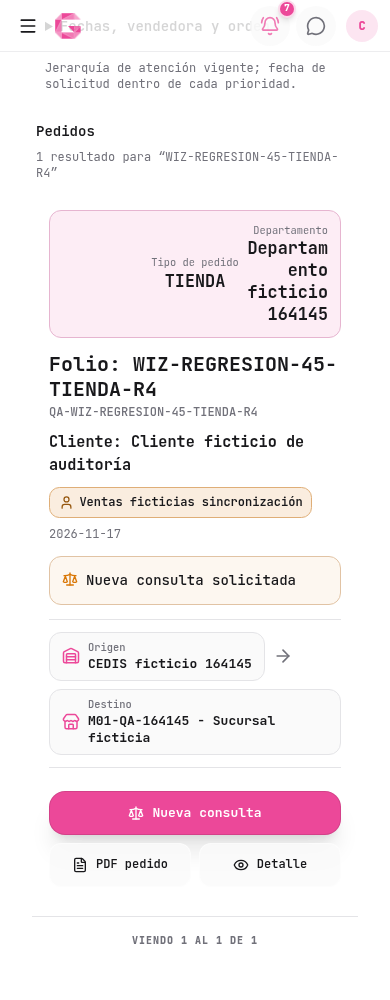 ▶ Fechas, vendedora y ord
7
C
Jerarquía de atención vigente; fecha de
solicitud dentro de cada prioridad.
Pedidos
1 resultado para “WIZ-REGRESION-45-TIENDA-
R4”
Tipo de pedido
TIENDA
Departamento
Departam
ento
ficticio
164145
Folio: WIZ-REGRESION-45-
TIENDA-R4
QA-WIZ-REGRESION-45-TIENDA-R4
Cliente: Cliente ficticio de
auditoría
Ventas ficticias sincronización
2026-11-17
Nueva consulta solicitada
Origen
CEDIS ficticio 164145
Destino
M01-QA-164145 - Sucursal
ficticia
Nueva consulta
PDF pedido
Detalle
VIENDO 1 AL 1 DE 1